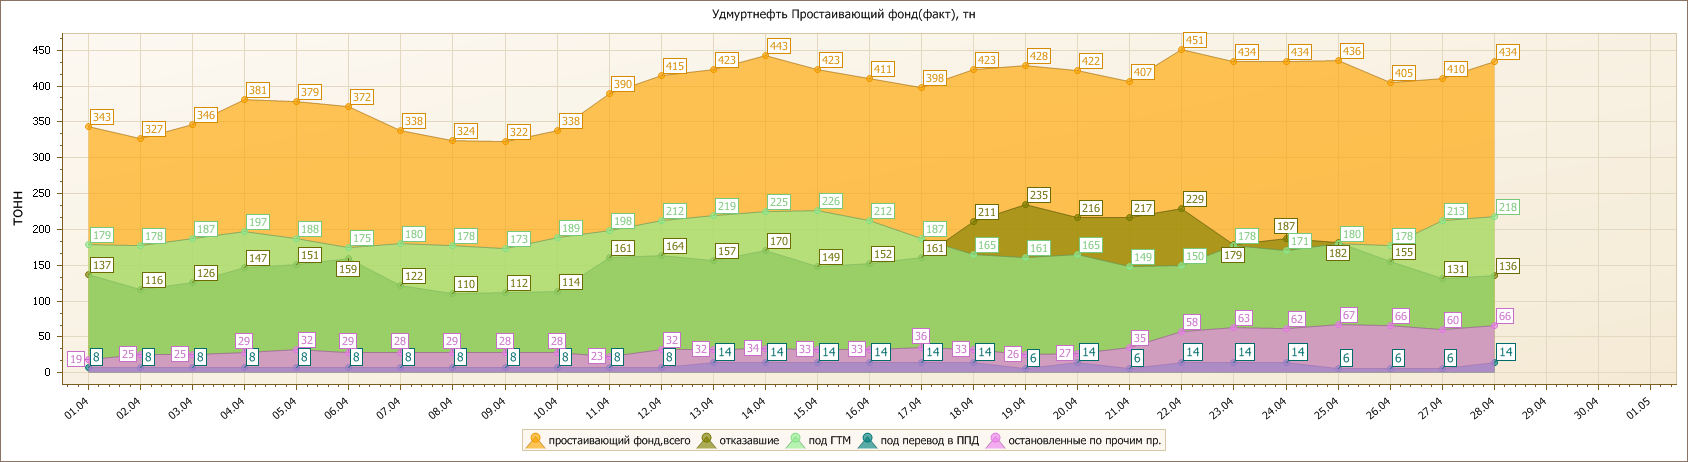 Удмуртнефть Простаивающий фонд(факт), тн
тонн
450
400
350
300
250
200
150
100
50
0
343 327 346 381 379 372 338 324 322 338 390 415 423 443 423 411 398 423 428 422 407 451 434 434 436 405 410 434
179 178 187 197 188 175 180 178 173 189 198 212 219 225 226 212 187 165 161 165 149 150 178 171 180 178 213 218
137 116 126 147 151 159 122 110 112 114 161 164 157 170 149 152 161 211 235 216 217 229 179 187 182 155 131 136
19 25 25 29 32 29 28 29 28 28 23 32 32 34 33 33 36 33 26 27 35 58 63 62 67 66 60 66
8 8 8 8 8 8 8 8 8 8 8 8 14 14 14 14 14 14 6 14 6 14 14 14 6 6 6 14
01.04 02.04 03.04 04.04 05.04 06.04 07.04 08.04 09.04 10.04 11.04 12.04 13.04 14.04 15.04 16.04 17.04 18.04 19.04 20.04 21.04 22.04 23.04 24.04 25.04 26.04 27.04 28.04 29.04 30.04 01.05
простаивающий фонд,всего отказавшие под ГТМ под перевод в ППД остановленные по прочим пр.